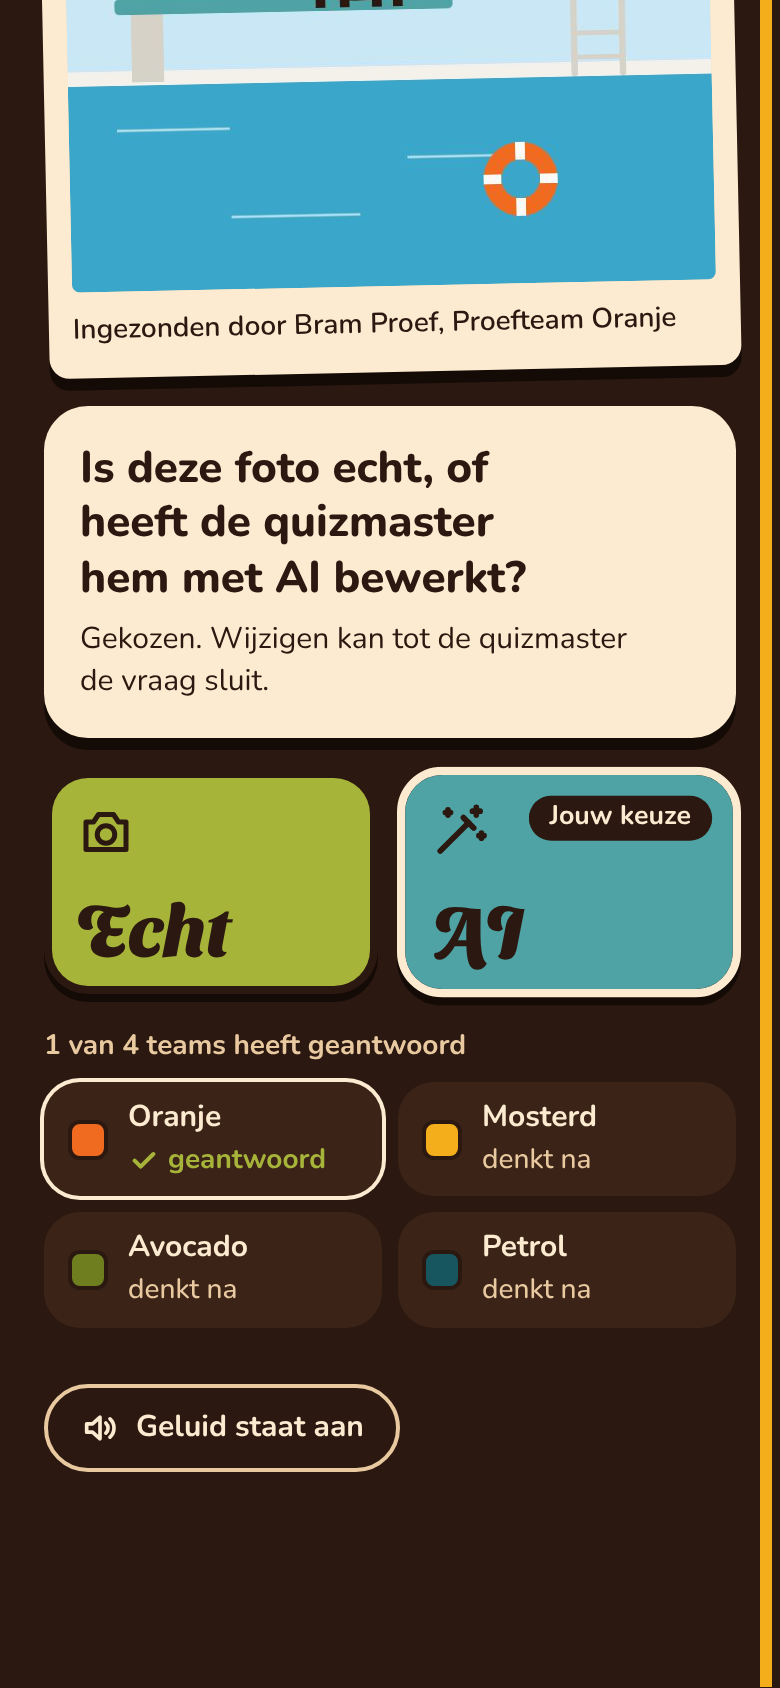 Ingezonden door Bram Proef, Proefteam Oranje
Is deze foto echt, of
heeft de quizmaster
hem met AI bewerkt?
Gekozen. Wijzigen kan tot de quizmaster
de vraag sluit.
Echt
Jouw keuze
AI
1 van 4 teams heeft geantwoord
Oranje
geantwoord
Mosterd
denkt na
Avocado
denkt na
Petrol
denkt na
Geluid staat aan